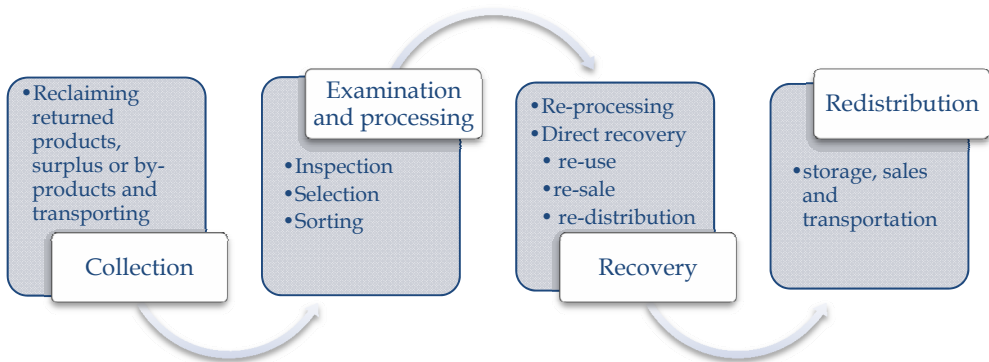 •Reclaiming
returned
products,
surplus or by-
products and
transporting
Collection
Examination
and processing
•Inspection
•Selection
•Sorting
•Re-processing
•Direct recovery
• re-use
•re-sale
• re-distribution
Recovery
Redistribution
•storage, sales
and
transportation